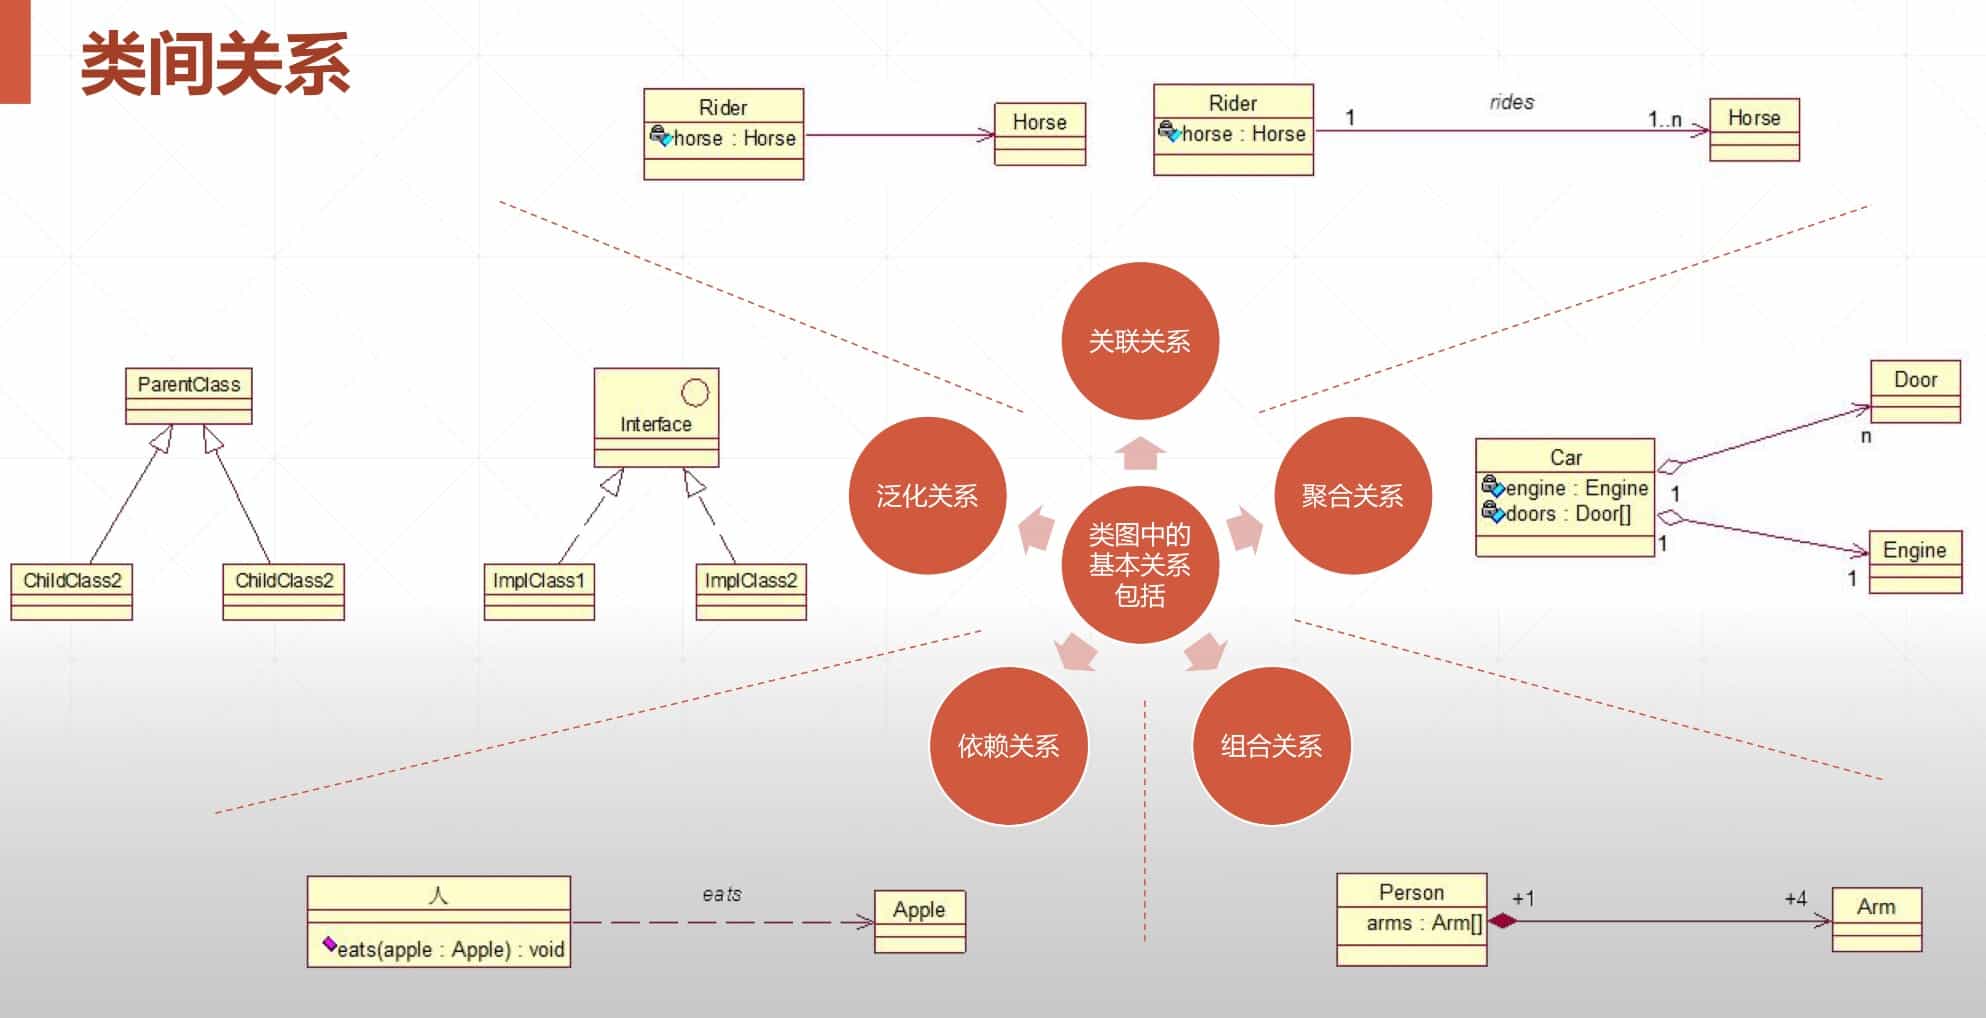 类间关系
Rider
horse : Horse
Horse
Rider
horse : Horse
1
rides
1..n
Horse
关联关系
ParentClass
ChildClass2
ChildClass2
Interface
ImplClass1
ImplClass2
泛化关系
类图中的
基本关系
包括
聚合关系
Car
engine : Engine
doors : Door[]
1
1
Door
n
Engine
1
依赖关系
组合关系
人
eats(apple : Apple) : void
eats
Apple
Person
arms : Arm[]
+1
+4
Arm